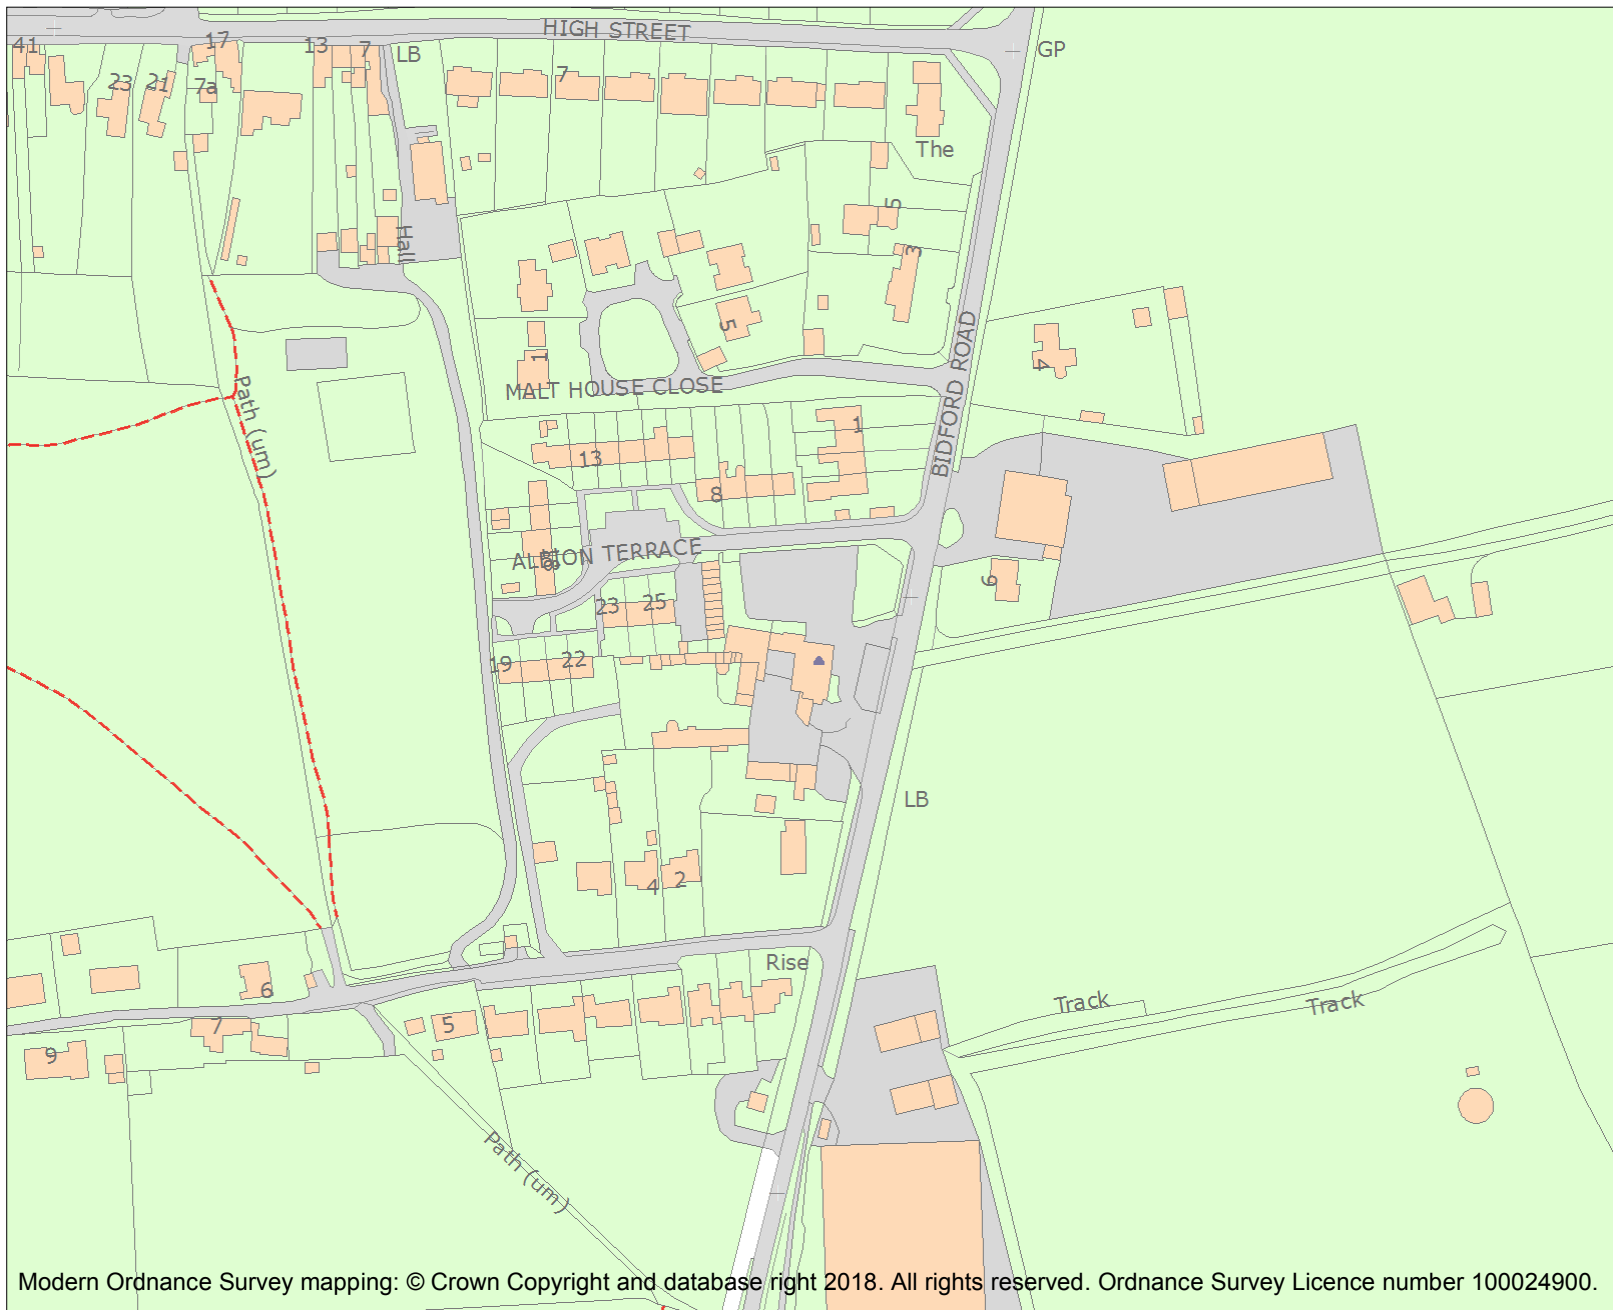 HIGH STREET
41
17
13
7
LB
GP
23
21
7a
7
The
5
3
Hall
5
1
4
MALT HOUSE CLOSE
BIDFORD ROAD
Path (um)
1
13
8
ALBION TERRACE
18
6
23
25
19
22
LB
4
2
Rise
6
5
7
9
Track
Track
Path (um)
Modern Ordnance Survey mapping: © Crown Copyright and database right 2018. All rights reserved. Ordnance Survey Licence number 100024900.